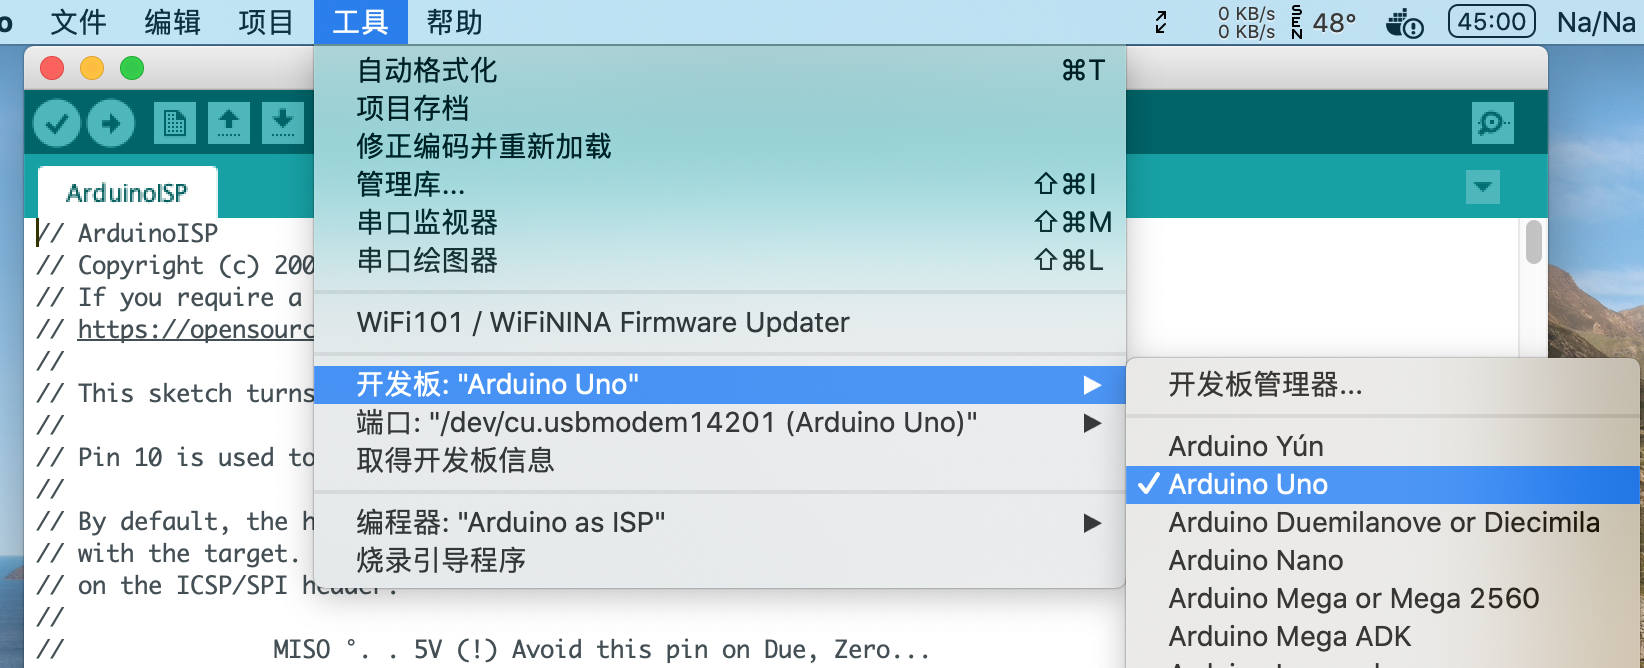 o 文件 编辑 项目 工具 帮助 0 KB/s 0 KB/s SEN 48° 45:00 Na/Na
自动格式化 ⌘T
项目存档
修正编码并重新加载
管理库... ⇧⌘I
串口监视器 ⇧⌘M
串口绘图器 ⇧⌘L
WiFi101 / WiFiNINA Firmware Updater
开发板: "Arduino Uno"
端口: "/dev/cu.usbmodem14201 (Arduino Uno)"
取得开发板信息
编程器: "Arduino as ISP"
烧录引导程序
开发板管理器...
Arduino Yún
✓ Arduino Uno
Arduino Duemilanove or Diecimila
Arduino Nano
Arduino Mega or Mega 2560
Arduino Mega ADK
ArduinoISP
// ArduinoISP
// Copyright (c) 200
// If you require a
// https://opensourc
//
// This sketch turns
//
// Pin 10 is used to
//
// By default, the h
// with the target.
// on the ICSP/SPI header.
//
// MISO °. . 5V (!) Avoid this pin on Due, Zero...